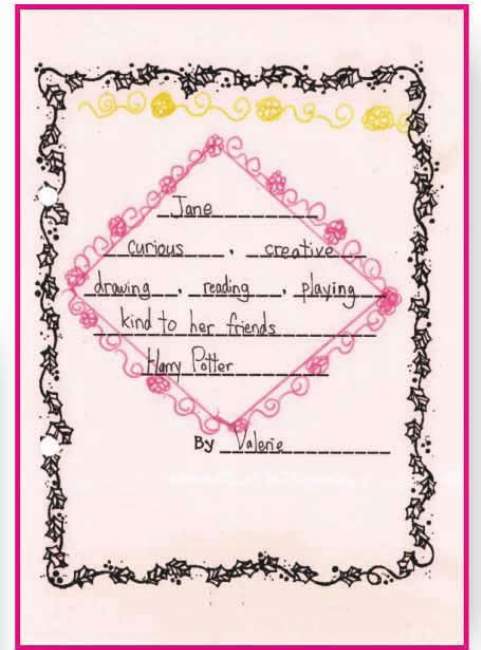 Jane
curious, creative
drawing, reading, playing
kind to her friends
Harry Potter
By Valerie